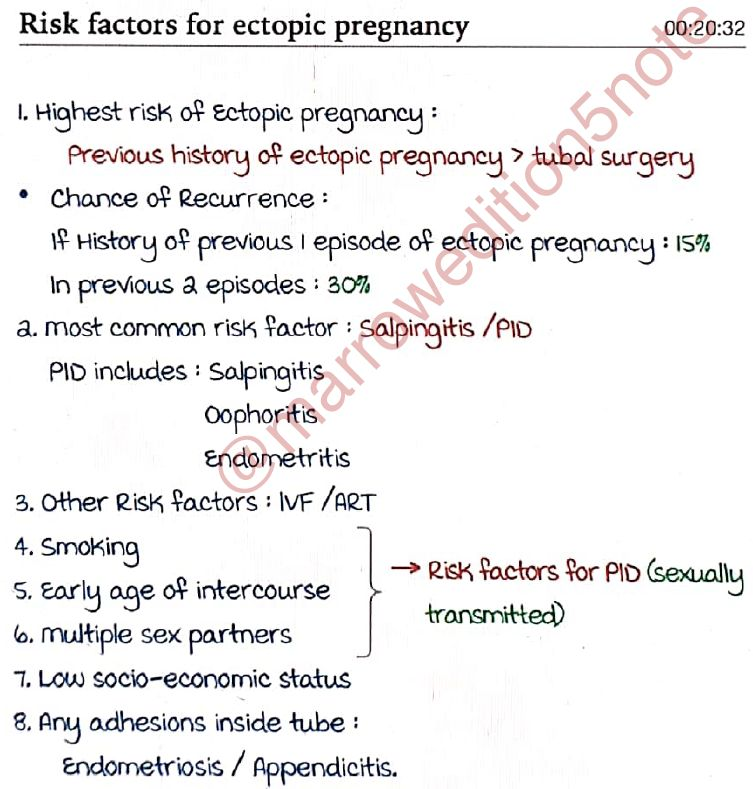 Risk factors for ectopic pregnancy 00:20:32
1. Highest risk of Ectopic pregnancy :
Previous history of ectopic pregnancy > tubal surgery
• Chance of Recurrence :
If History of previous 1 episode of ectopic pregnancy : 15%
In previous 2 episodes : 30%
2. most common risk factor : Salpingitis /PID
PID includes : Salpingitis
Oophoritis
Endometritis
3. Other Risk factors : IVF /ART
4. Smoking
5. Early age of intercourse
6. multiple sex partners
→ Risk factors for PID (sexually
transmitted)
7. Low socio-economic status
8. Any adhesions inside tube :
Endometriosis / Appendicitis.
@marrowedition5note